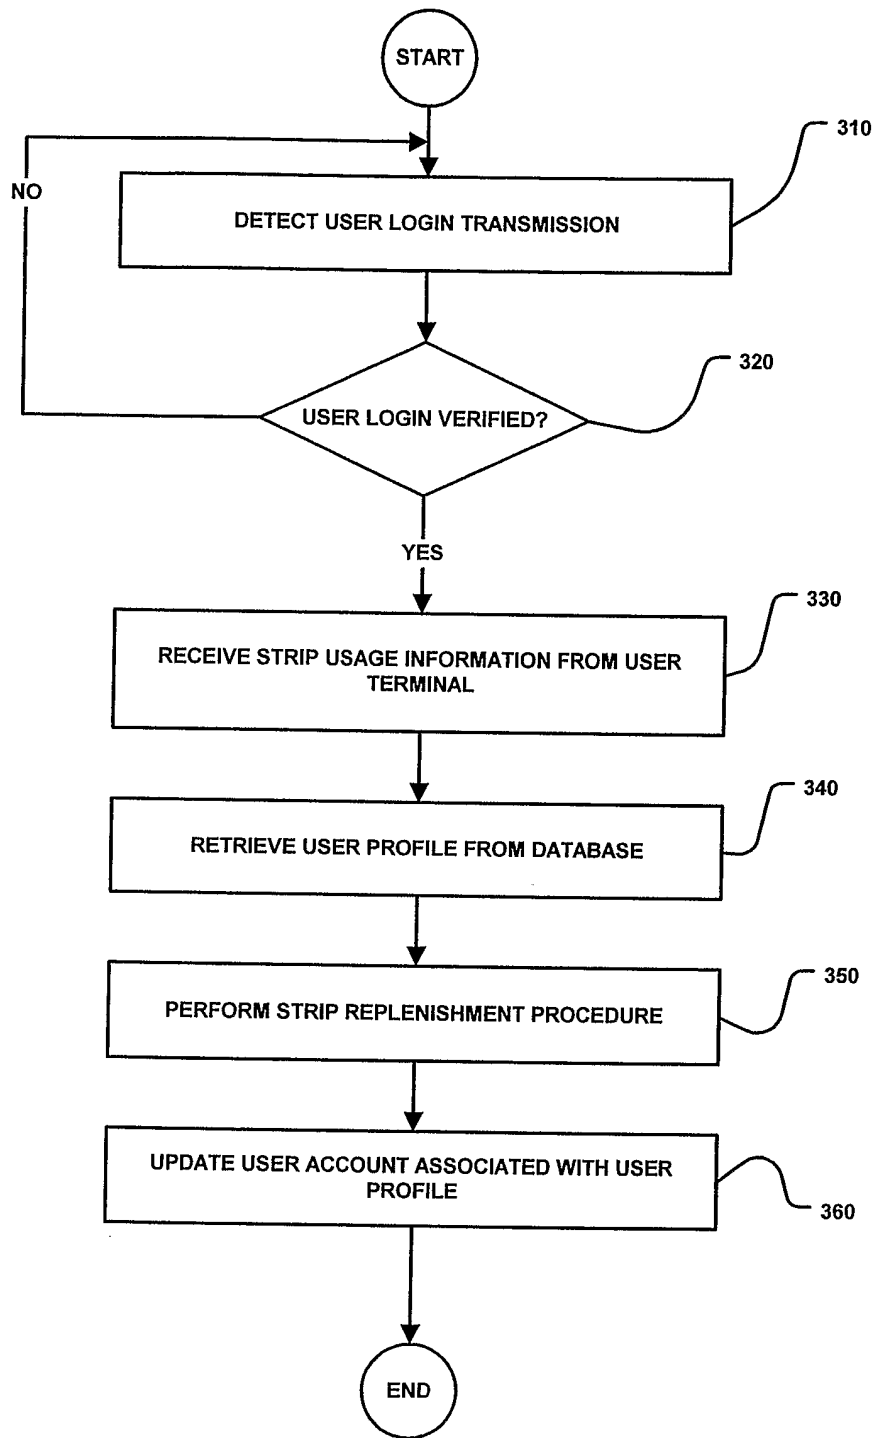 START
310
NO
DETECT USER LOGIN TRANSMISSION
320
USER LOGIN VERIFIED?
YES
330
RECEIVE STRIP USAGE INFORMATION FROM USER
TERMINAL
340
RETRIEVE USER PROFILE FROM DATABASE
350
PERFORM STRIP REPLENISHMENT PROCEDURE
UPDATE USER ACCOUNT ASSOCIATED WITH USER
PROFILE
360
END